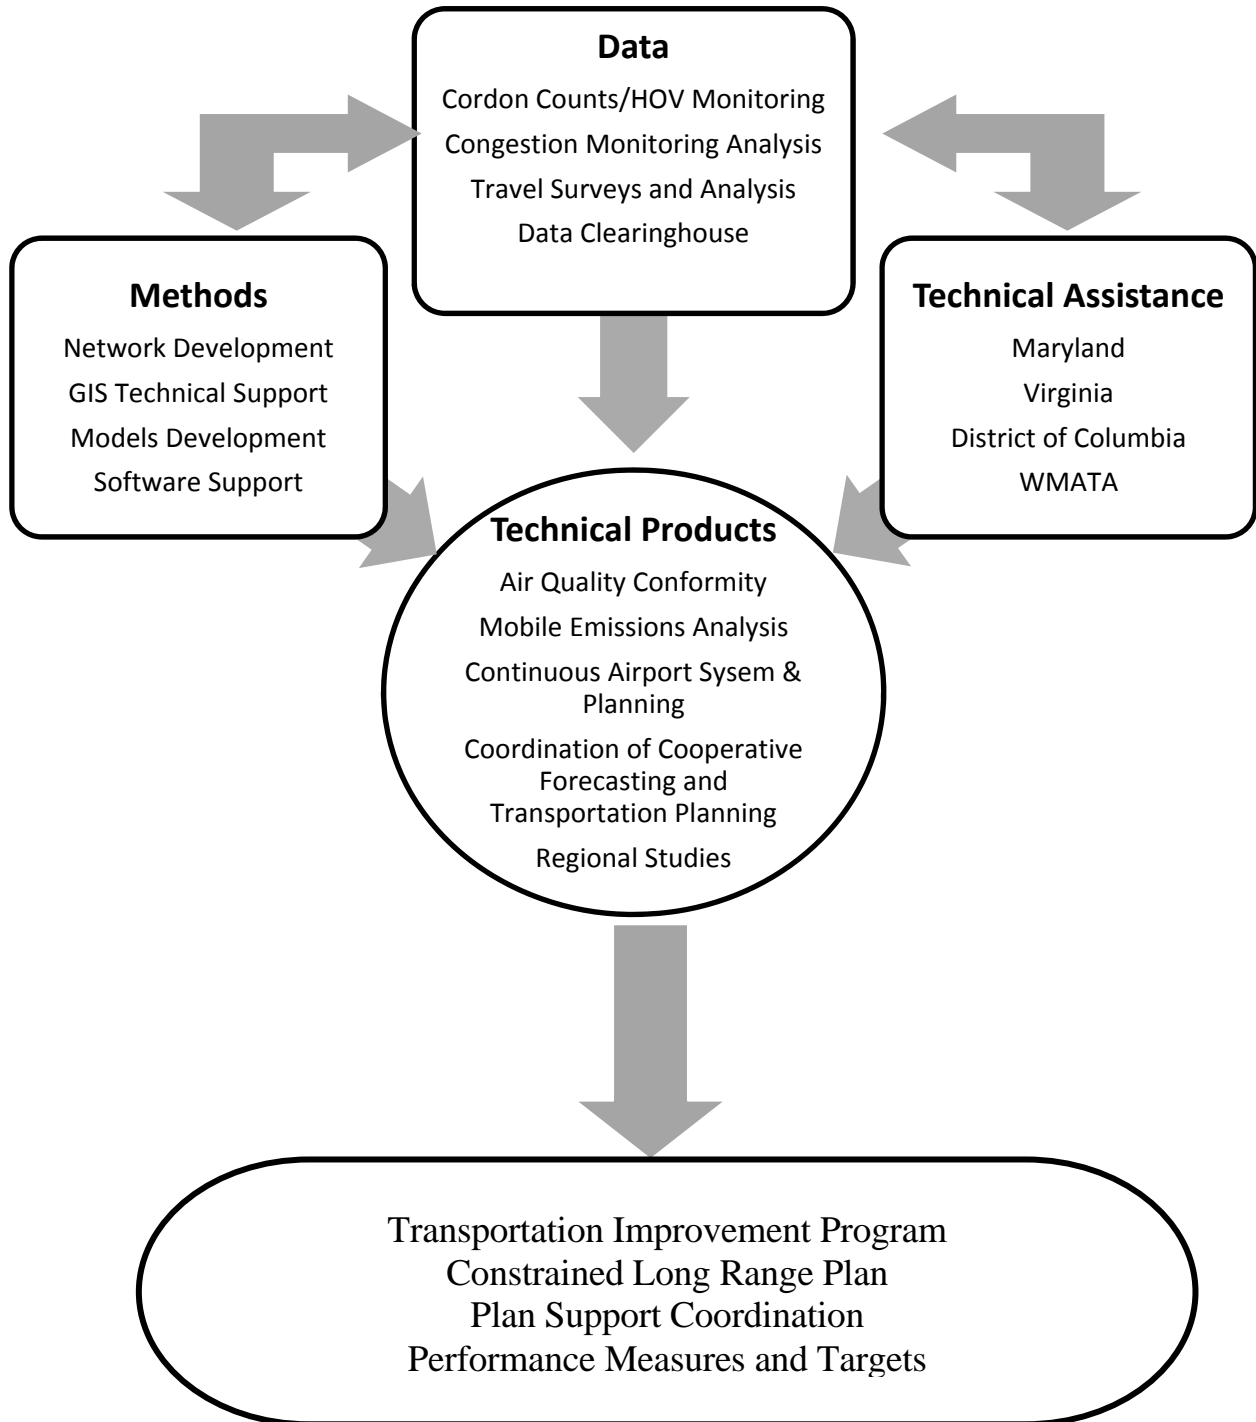 Data
Cordon Counts/HOV Monitoring
Congestion Monitoring Analysis
Travel Surveys and Analysis
Data Clearinghouse
Methods
Network Development
GIS Technical Support
Models Development
Software Support
Technical Assistance
Maryland
Virginia
District of Columbia
WMATA
Technical Products
Air Quality Conformity
Mobile Emissions Analysis
Continuous Airport Sysem &
Planning
Coordination of Cooperative
Forecasting and
Transportation Planning
Regional Studies
Transportation Improvement Program
Constrained Long Range Plan
Plan Support Coordination
Performance Measures and Targets